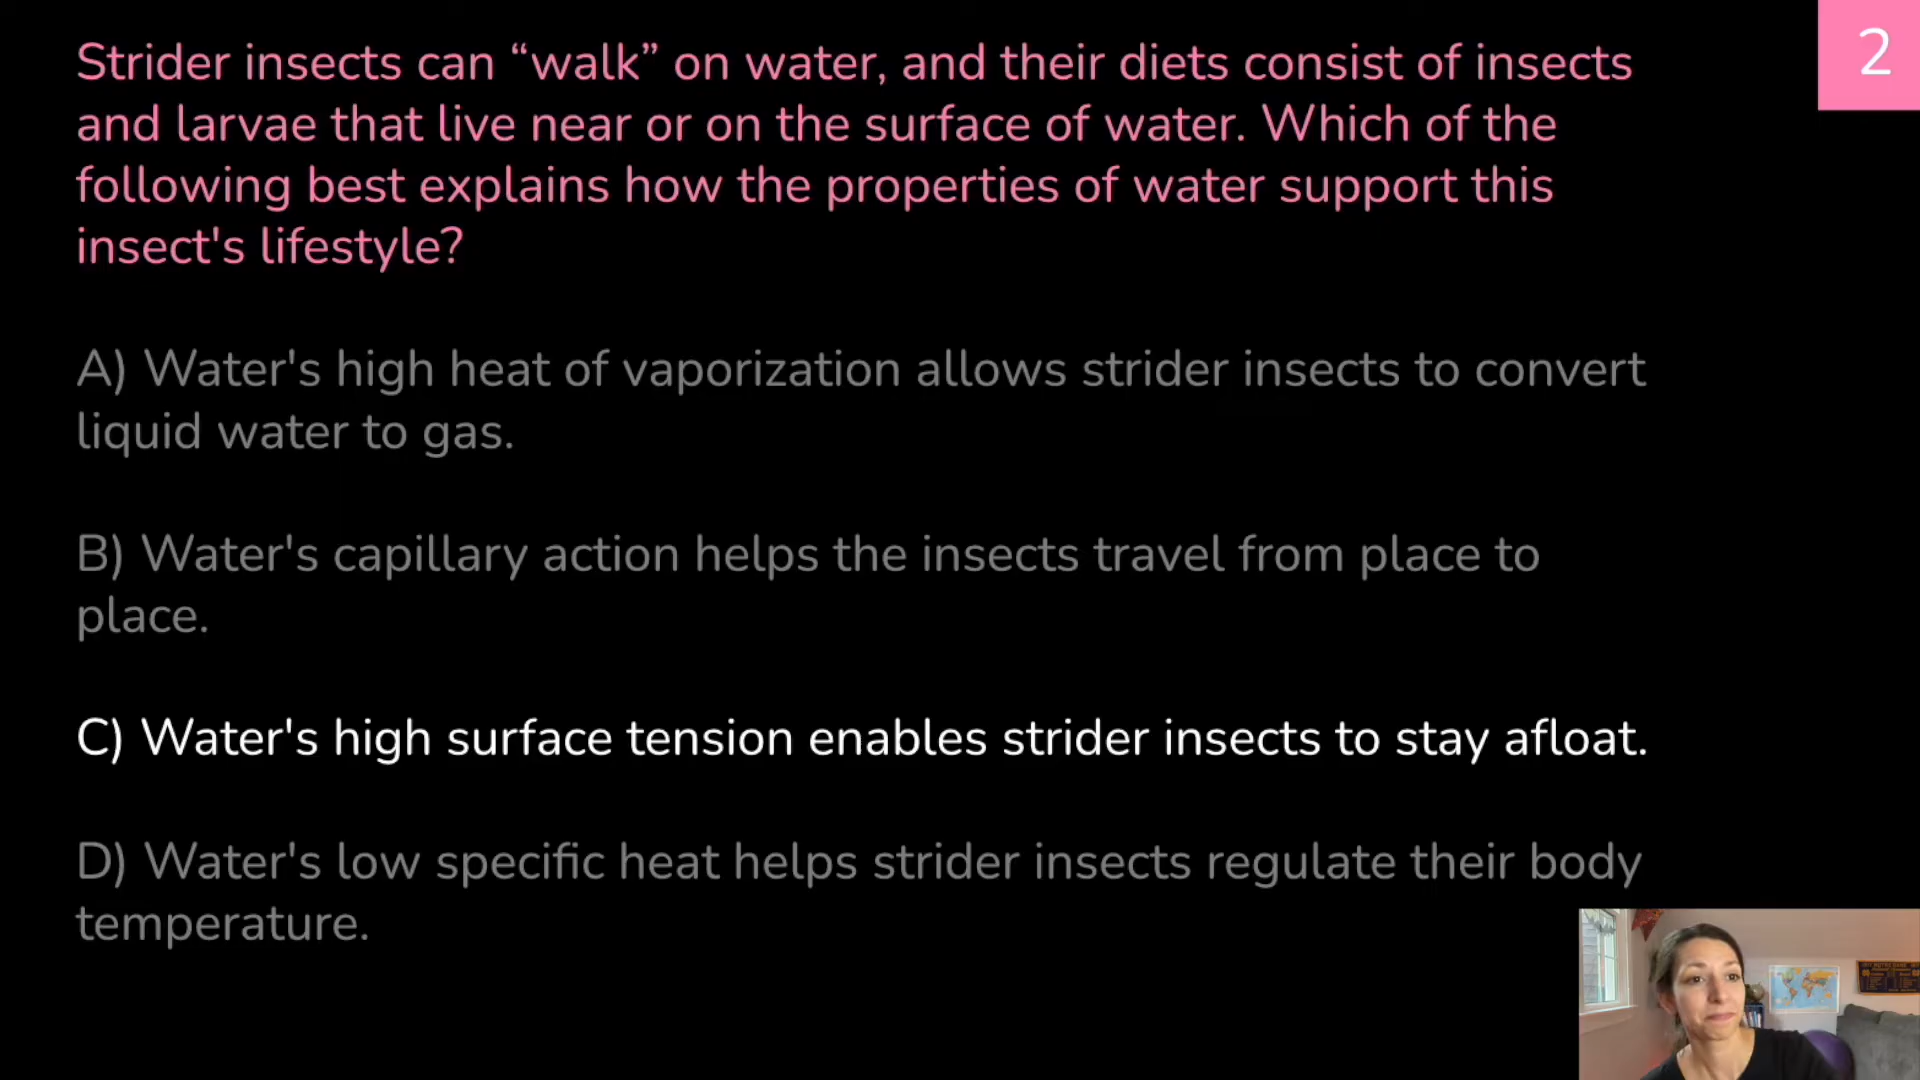 Strider insects can “walk” on water, and their diets consist of insects
and larvae that live near or on the surface of water. Which of the
following best explains how the properties of water support this
insect's lifestyle?
2
A) Water's high heat of vaporization allows strider insects to convert
liquid water to gas.
B) Water's capillary action helps the insects travel from place to
place.
C) Water's high surface tension enables strider insects to stay afloat.
D) Water's low specific heat helps strider insects regulate their body
temperature.